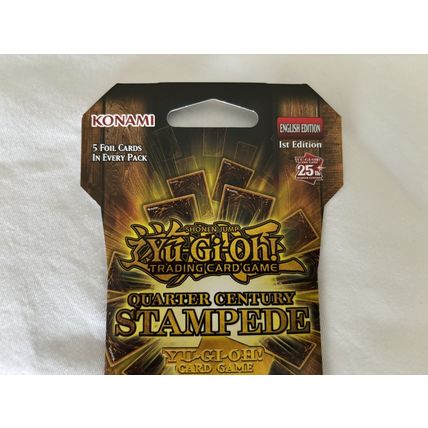 KONAMI
5 FOIL CARDS
IN EVERY PACK
ENGLISH EDITION
1st Edition
25th
SHONEN JUMP
Yu-Gi-Oh!
TRADING CARD GAME
QUARTER CENTURY
STAMPEDE
YU-GI-OH!
CARD GAME